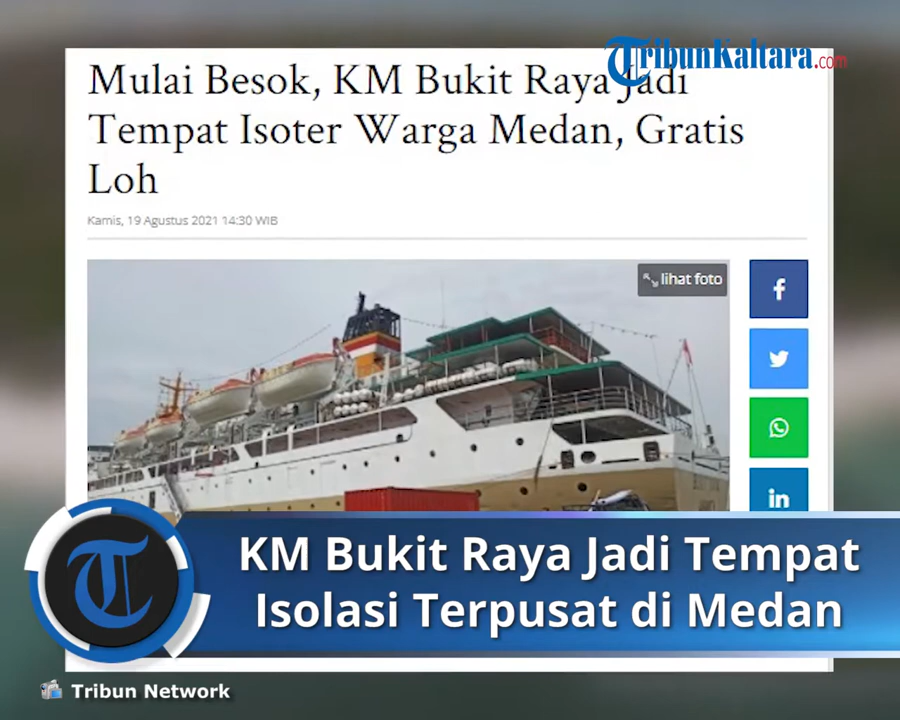 TribunKaltara.com
Mulai Besok, KM Bukit Raya Jadi
Tempat Isoter Warga Medan, Gratis
Loh
Kamis, 19 Agustus 2021 14:30 WIB
lihat foto
KM Bukit Raya Jadi Tempat
Isolasi Terpusat di Medan
Tribun Network